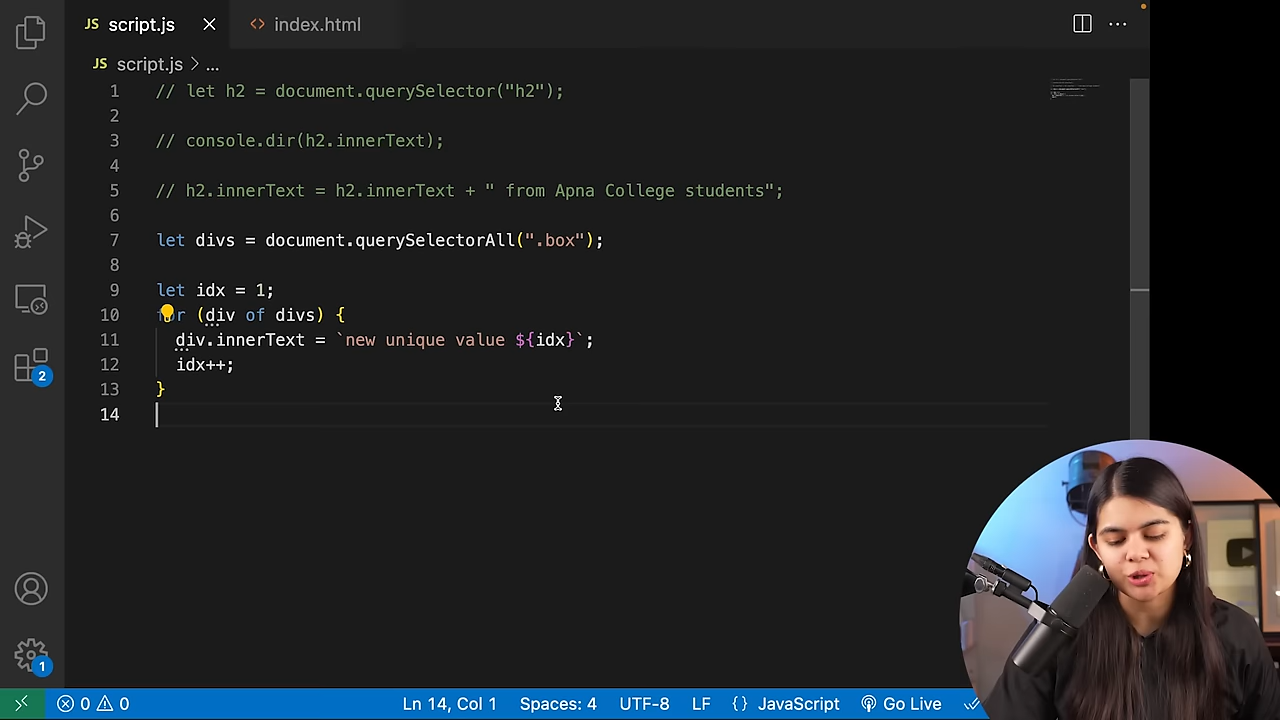 JS script.js
<> index.html
JS script.js > ...
1 // let h2 = document.querySelector("h2");
2
3 // console.dir(h2.innerText);
4
5 // h2.innerText = h2.innerText + " from Apna College students";
6
7 let divs = document.querySelectorAll(".box");
8
9 let idx = 1;
10 r (div of divs) {
11 div.innerText = `new unique value ${idx}`;
12 idx++;
13 }
14
2
1
0 0 Ln 14, Col 1 Spaces: 4 UTF-8 LF {} JavaScript Go Live